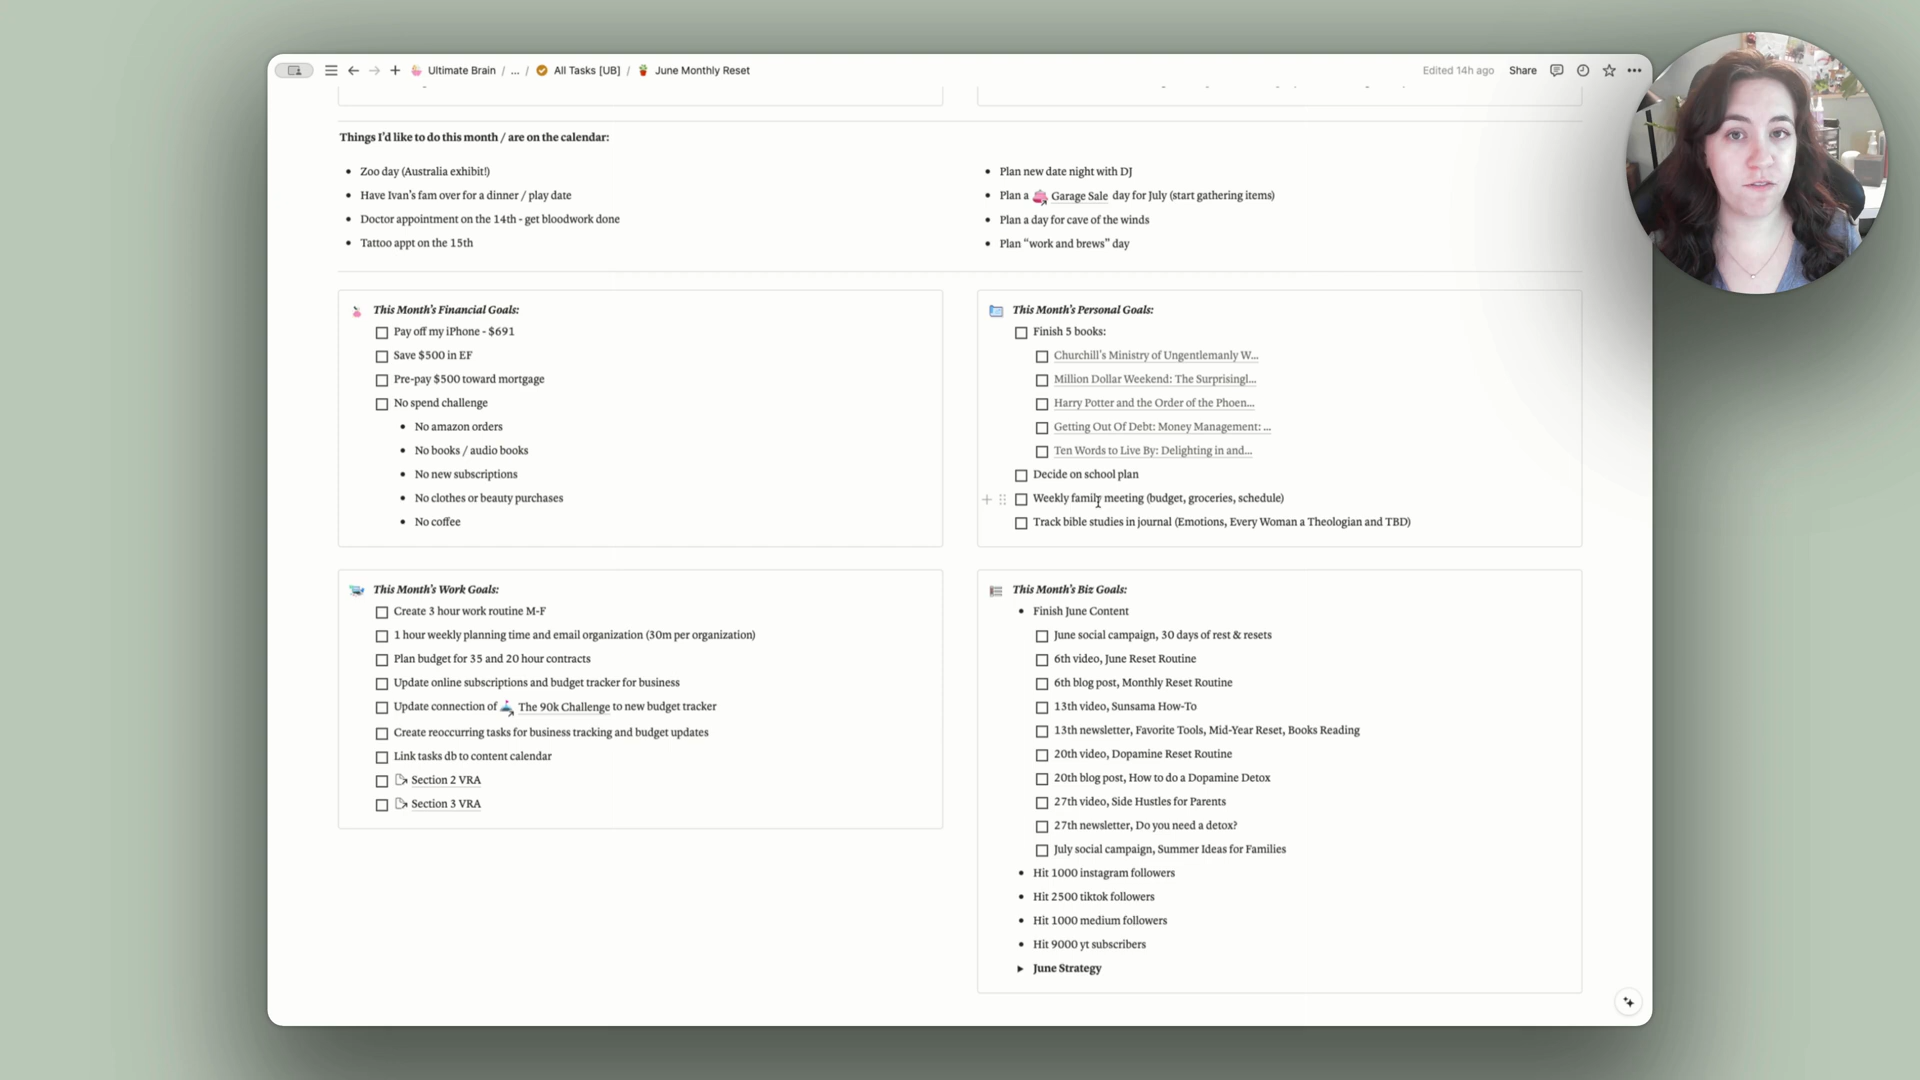 Ultimate Brain / ... / All Tasks [UB] / June Monthly Reset
Edited 14h ago Share
Things I'd like to do this month / are on the calendar:
• Zoo day (Australia exhibit!)
• Have Ivan's fam over for a dinner / play date
• Doctor appointment on the 14th - get bloodwork done
• Tattoo appt on the 15th
• Plan new date night with DJ
• Plan a Garage Sale day for July (start gathering items)
• Plan a day for cave of the winds
• Plan “work and brews” day
This Month's Financial Goals:
Pay off my iPhone - $691
Save $500 in EF
Pre-pay $500 toward mortgage
No spend challenge
• No amazon orders
• No books / audio books
• No new subscriptions
• No clothes or beauty purchases
• No coffee
This Month's Personal Goals:
Finish 5 books:
Churchill's Ministry of Ungentlemanly W...
Million Dollar Weekend: The Surprisingl...
Harry Potter and the Order of the Phoen...
Getting Out Of Debt: Money Management: ...
Ten Words to Live By: Delighting in and...
Decide on school plan
Weekly family meeting (budget, groceries, schedule)
Track bible studies in journal (Emotions, Every Woman a Theologian and TBD)
This Month's Work Goals:
Create 3 hour work routine M-F
1 hour weekly planning time and email organization (30m per organization)
Plan budget for 35 and 20 hour contracts
Update online subscriptions and budget tracker for business
Update connection of The 90k Challenge to new budget tracker
Create reoccurring tasks for business tracking and budget updates
Link tasks db to content calendar
Section 2 VRA
Section 3 VRA
This Month's Biz Goals:
• Finish June Content
June social campaign, 30 days of rest & resets
6th video, June Reset Routine
6th blog post, Monthly Reset Routine
13th video, Sunsama How-To
13th newsletter, Favorite Tools, Mid-Year Reset, Books Reading
20th video, Dopamine Reset Routine
20th blog post, How to do a Dopamine Detox
27th video, Side Hustles for Parents
27th newsletter, Do you need a detox?
July social campaign, Summer Ideas for Families
• Hit 1000 instagram followers
• Hit 2500 tiktok followers
• Hit 1000 medium followers
• Hit 9000 yt subscribers
June Strategy